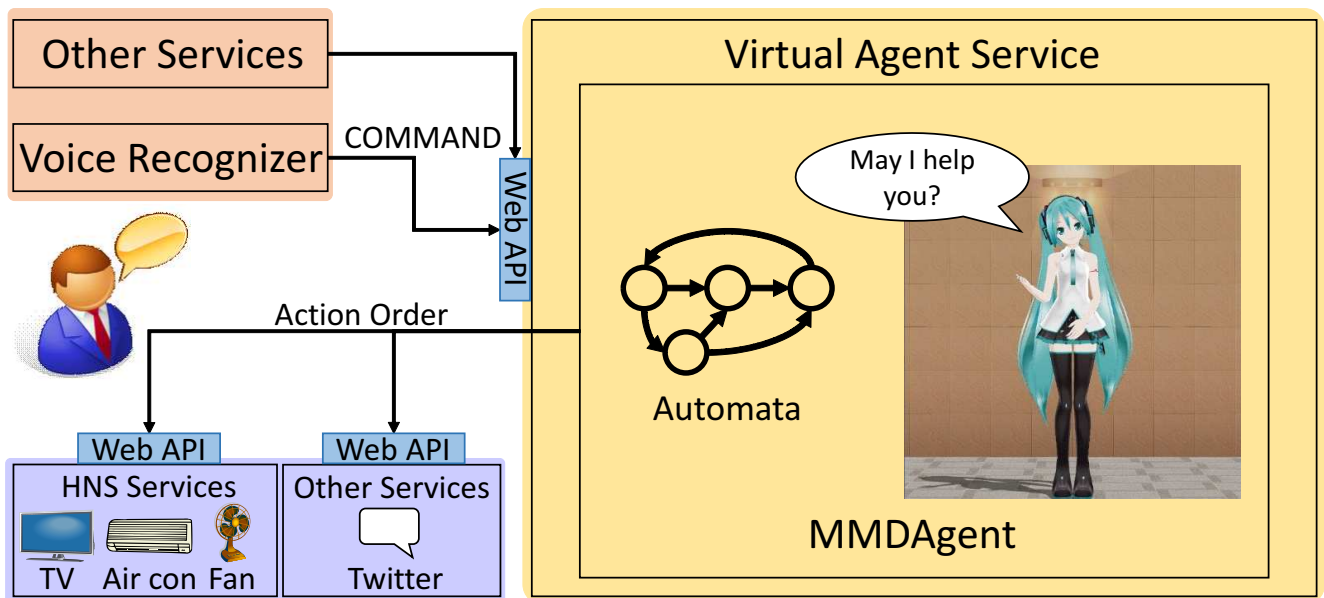 Other Services
Voice Recognizer
COMMAND
Web API
Virtual Agent Service
May I help
you?
Automata
MMDAgent
Action Order
Web API
HNS Services
TV
Air con
Fan
Web API
Other Services
Twitter